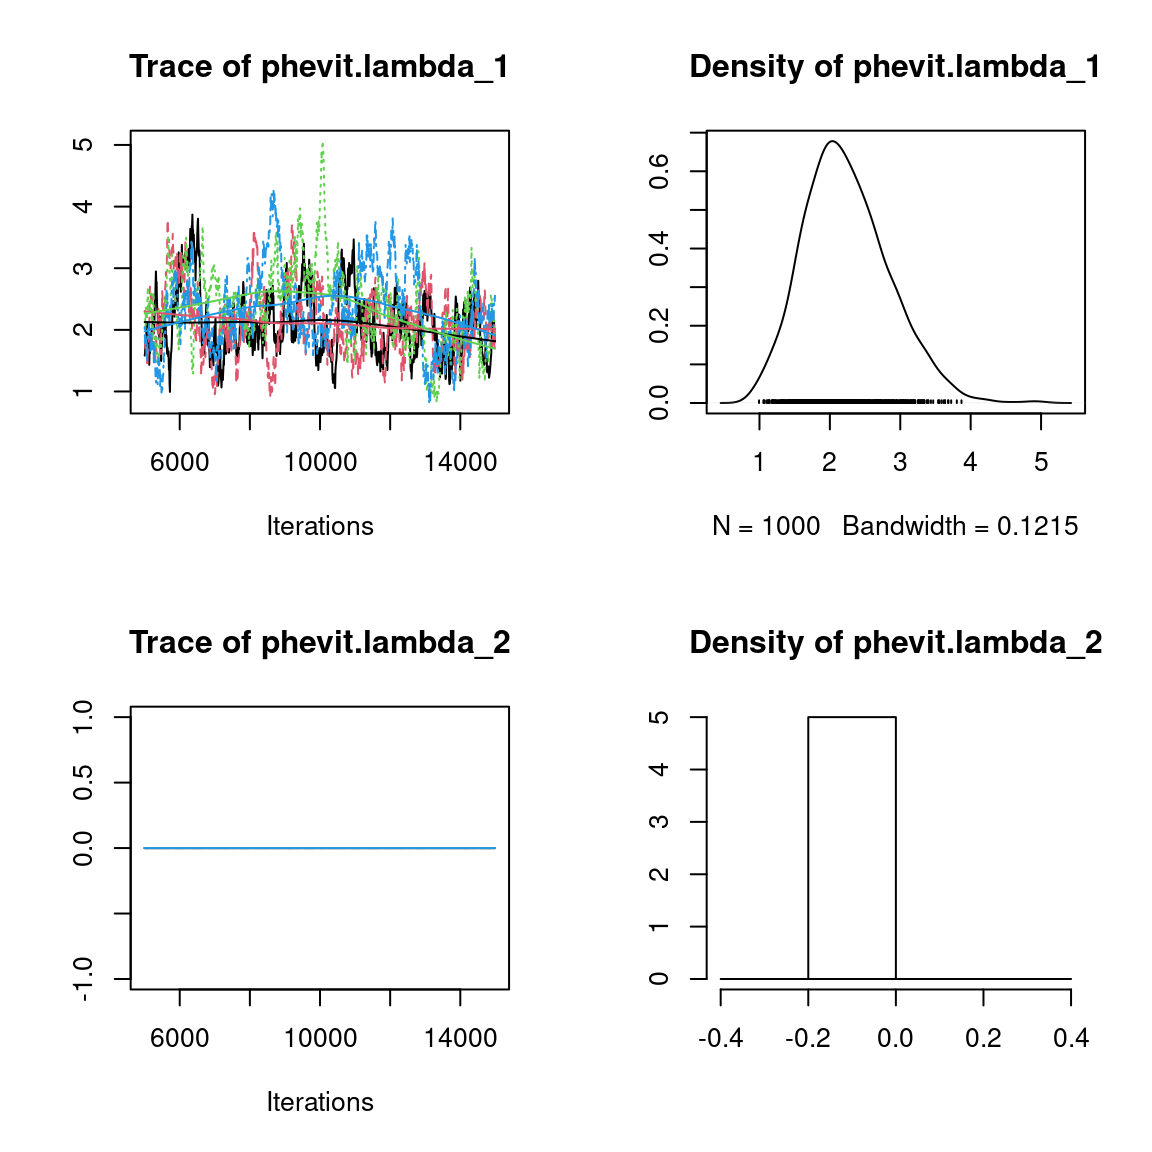 Trace of phevit.lambda_1
5
4
3
2
1
6000 10000 14000
Iterations
Density of phevit.lambda_1
0.6
0.4
0.2
0.0
1 2 3 4 5
N = 1000 Bandwidth = 0.1215
Trace of phevit.lambda_2
1.0
0.5
0.0
-1.0
6000 10000 14000
Iterations
Density of phevit.lambda_2
5
4
3
2
1
0
-0.4 -0.2 0.0 0.2 0.4